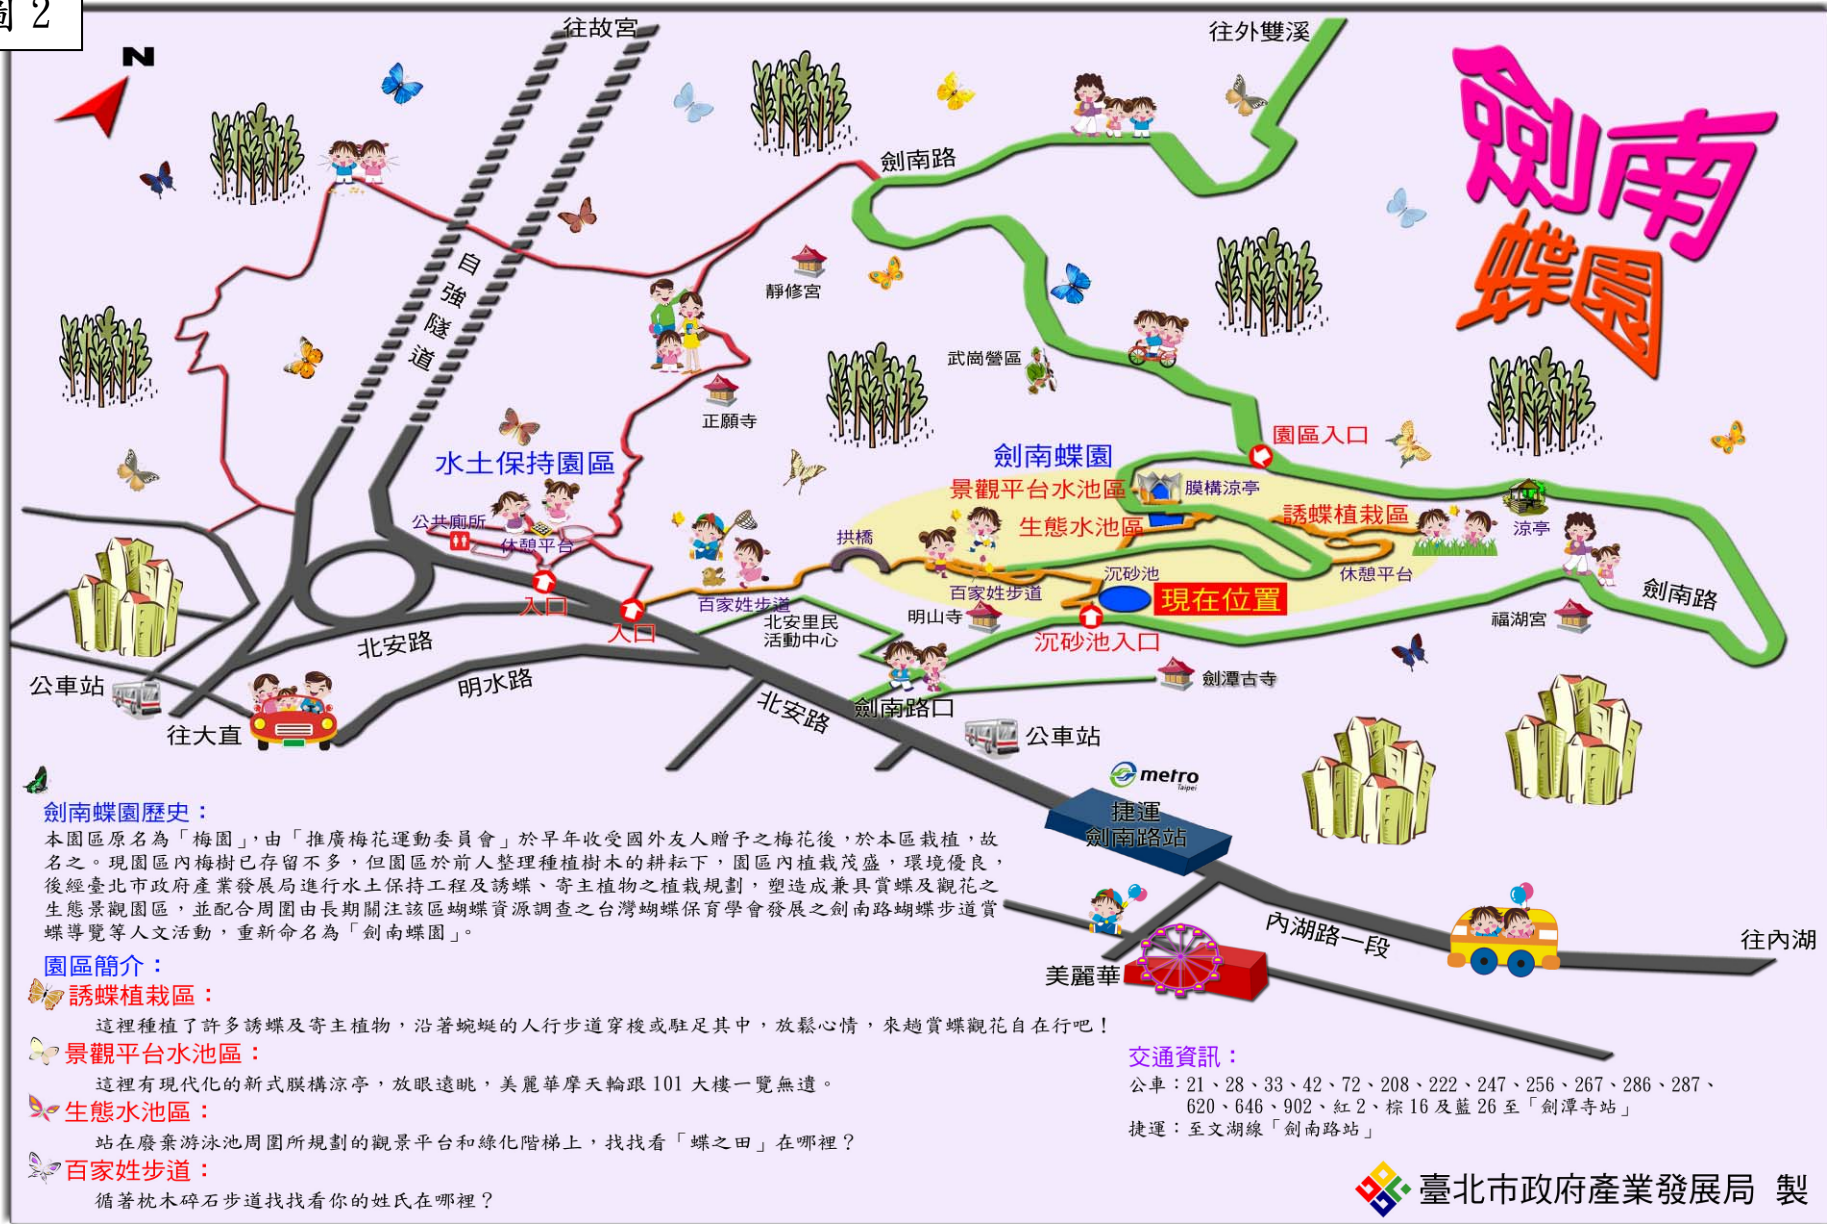 圖 2
N
往故宮
往外雙溪
劍南
蝶園
劍南路
自強隧道
靜修宮
武崗營區
正願寺
水土保持園區
公共廁所
休憩平台
入口
入口
百家姓步道
拱橋
劍南蝶園
景觀平台水池區
膜構涼亭
生態水池區
園區入口
誘蝶植栽區
涼亭
休憩平台
沉砂池
百家姓步道
現在位置
明山寺
沉砂池入口
北安里民
活動中心
福湖宮
劍南路
劍潭古寺
劍南路口
公車站
北安路
明水路
北安路
往大直
公車站
metro
Taipei
捷運
劍南路站
內湖路一段
往內湖
美麗華
劍南蝶園歷史：
本園區原名為「梅園」，由「推廣梅花運動委員會」於早年收受國外友人贈予之梅花後，於本區栽植，故
名之。現園區內梅樹已存留不多，但園區於前人整理種植樹木的耕耘下，園區內植栽茂盛，環境優良，
後經臺北市政府產業發展局進行水土保持工程及誘蝶、寄主植物之植栽規劃，塑造成兼具賞蝶及觀花之
生態景觀園區，並配合周圍由長期關注該區蝴蝶資源調查之台灣蝴蝶保育學會發展之劍南路蝴蝶步道賞
蝶導覽等人文活動，重新命名為「劍南蝶園」。
園區簡介：
誘蝶植栽區：
這裡種植了許多誘蝶及寄主植物，沿著蜿蜒的人行步道穿梭或駐足其中，放鬆心情，來趟賞蝶觀花自在行吧！
景觀平台水池區：
這裡有現代化的新式膜構涼亭，放眼遠眺，美麗華摩天輪跟 101 大樓一覽無遺。
生態水池區：
站在廢棄游泳池周圍所規劃的觀景平台和綠化階梯上，找找看「蝶之田」在哪裡？
百家姓步道：
循著枕木碎石步道找找看你的姓氏在哪裡？
交通資訊：
公車：21、28、33、42、72、208、222、247、256、267、286、287、
620、646、902、紅 2、棕 16 及藍 26 至「劍潭寺站」
捷運：至文湖線「劍南路站」
臺北市政府產業發展局 製